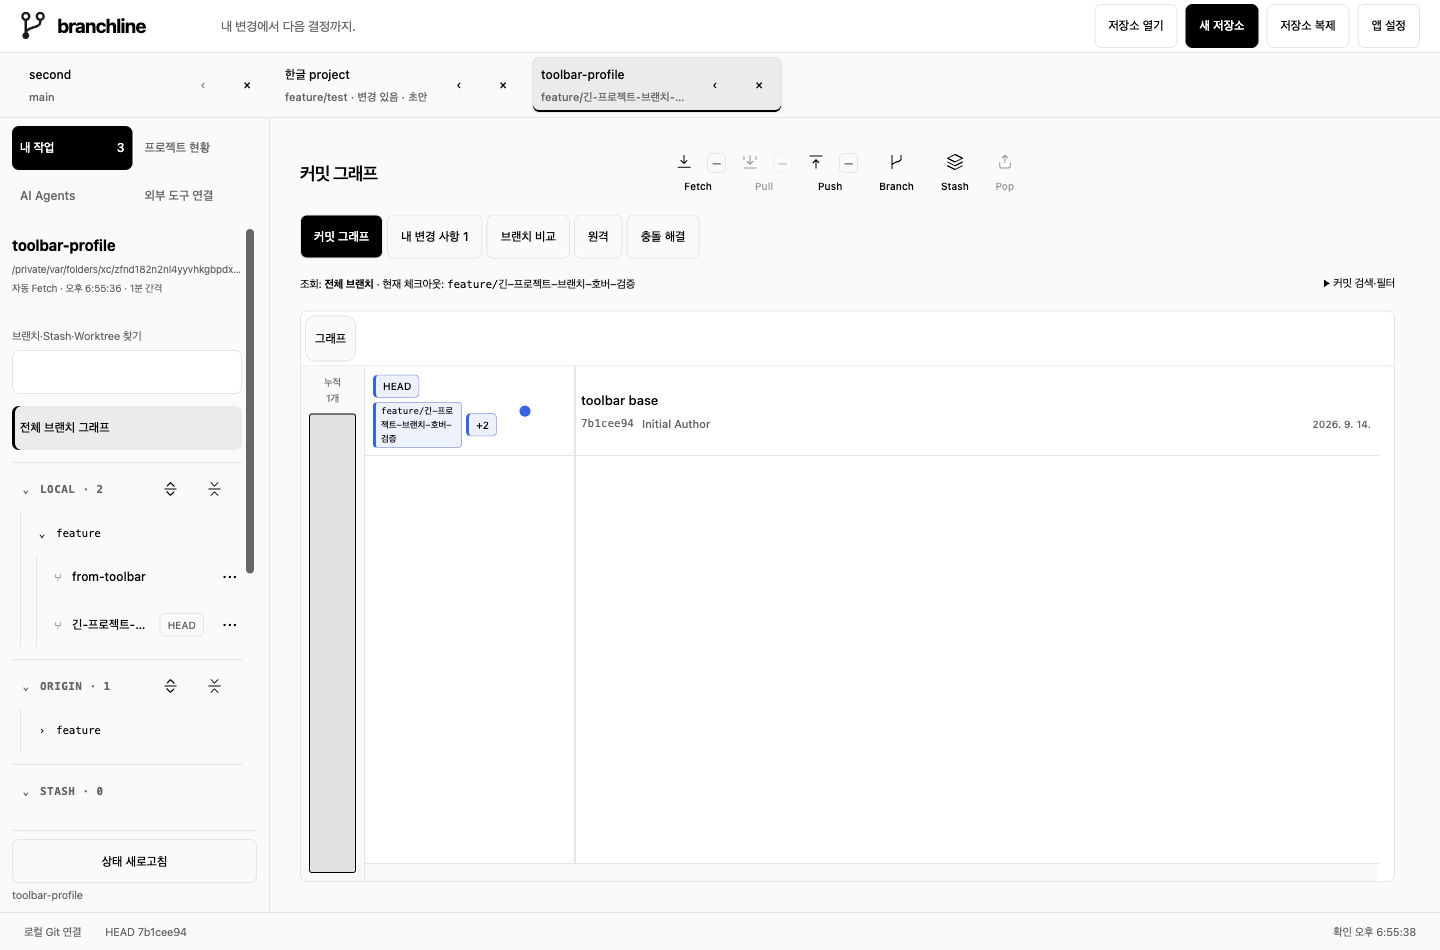 branchline
내 변경에서 다음 결정까지.
저장소 열기
새 저장소
저장소 복제
앱 설정
second
main
한글 project
feature/test · 변경 있음 · 초안
toolbar-profile
feature/긴-프로젝트-브랜치-...
내 작업 3
프로젝트 현황
AI Agents
외부 도구 연결
toolbar-profile
/private/var/folders/xc/zfnd182n2nl4yyvhkgbpdx...
자동 Fetch · 오후 6:55:36 · 1분 간격
브랜치·Stash·Worktree 찾기
전체 브랜치 그래프
LOCAL · 2
feature
from-toolbar
긴-프로젝트-... HEAD
ORIGIN · 1
feature
STASH · 0
상태 새로고침
toolbar-profile
커밋 그래프
Fetch
Pull
Push
Branch
Stash
Pop
커밋 그래프
내 변경 사항 1
브랜치 비교
원격
충돌 해결
조회: 전체 브랜치 · 현재 체크아웃: feature/긴-프로젝트-브랜치-호버-검증
커밋 검색·필터
그래프
누적
1개
HEAD
feature/긴-프로
젝트-브랜치-호버-
검증
+2
toolbar base
7b1cee94 Initial Author
2026. 9. 14.
로컬 Git 연결
HEAD 7b1cee94
확인 오후 6:55:38